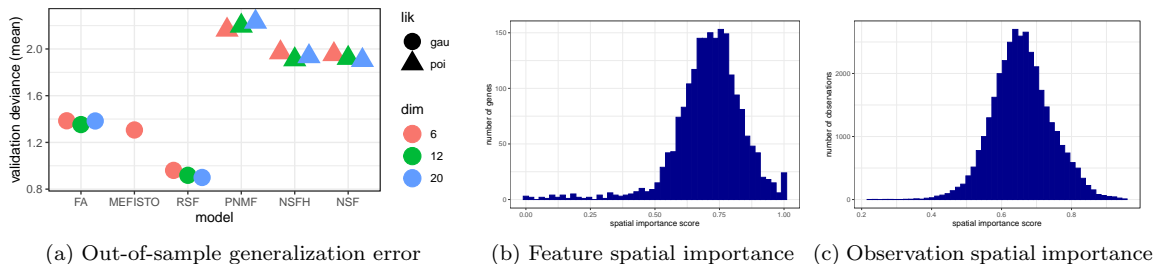 validation deviance (mean)
2.0
1.6
1.2
0.8
FA MEFISTO RSF PNMF NSFH NSF
model
lik
gau
poi
dim
6
12
20
number of genes
150
100
50
0
0.00 0.25 0.50 0.75 1.00
spatial importance score
number of observations
2000
1000
0
0.2 0.4 0.6 0.8
spatial importance score
(a) Out-of-sample generalization error
(b) Feature spatial importance
(c) Observation spatial importance